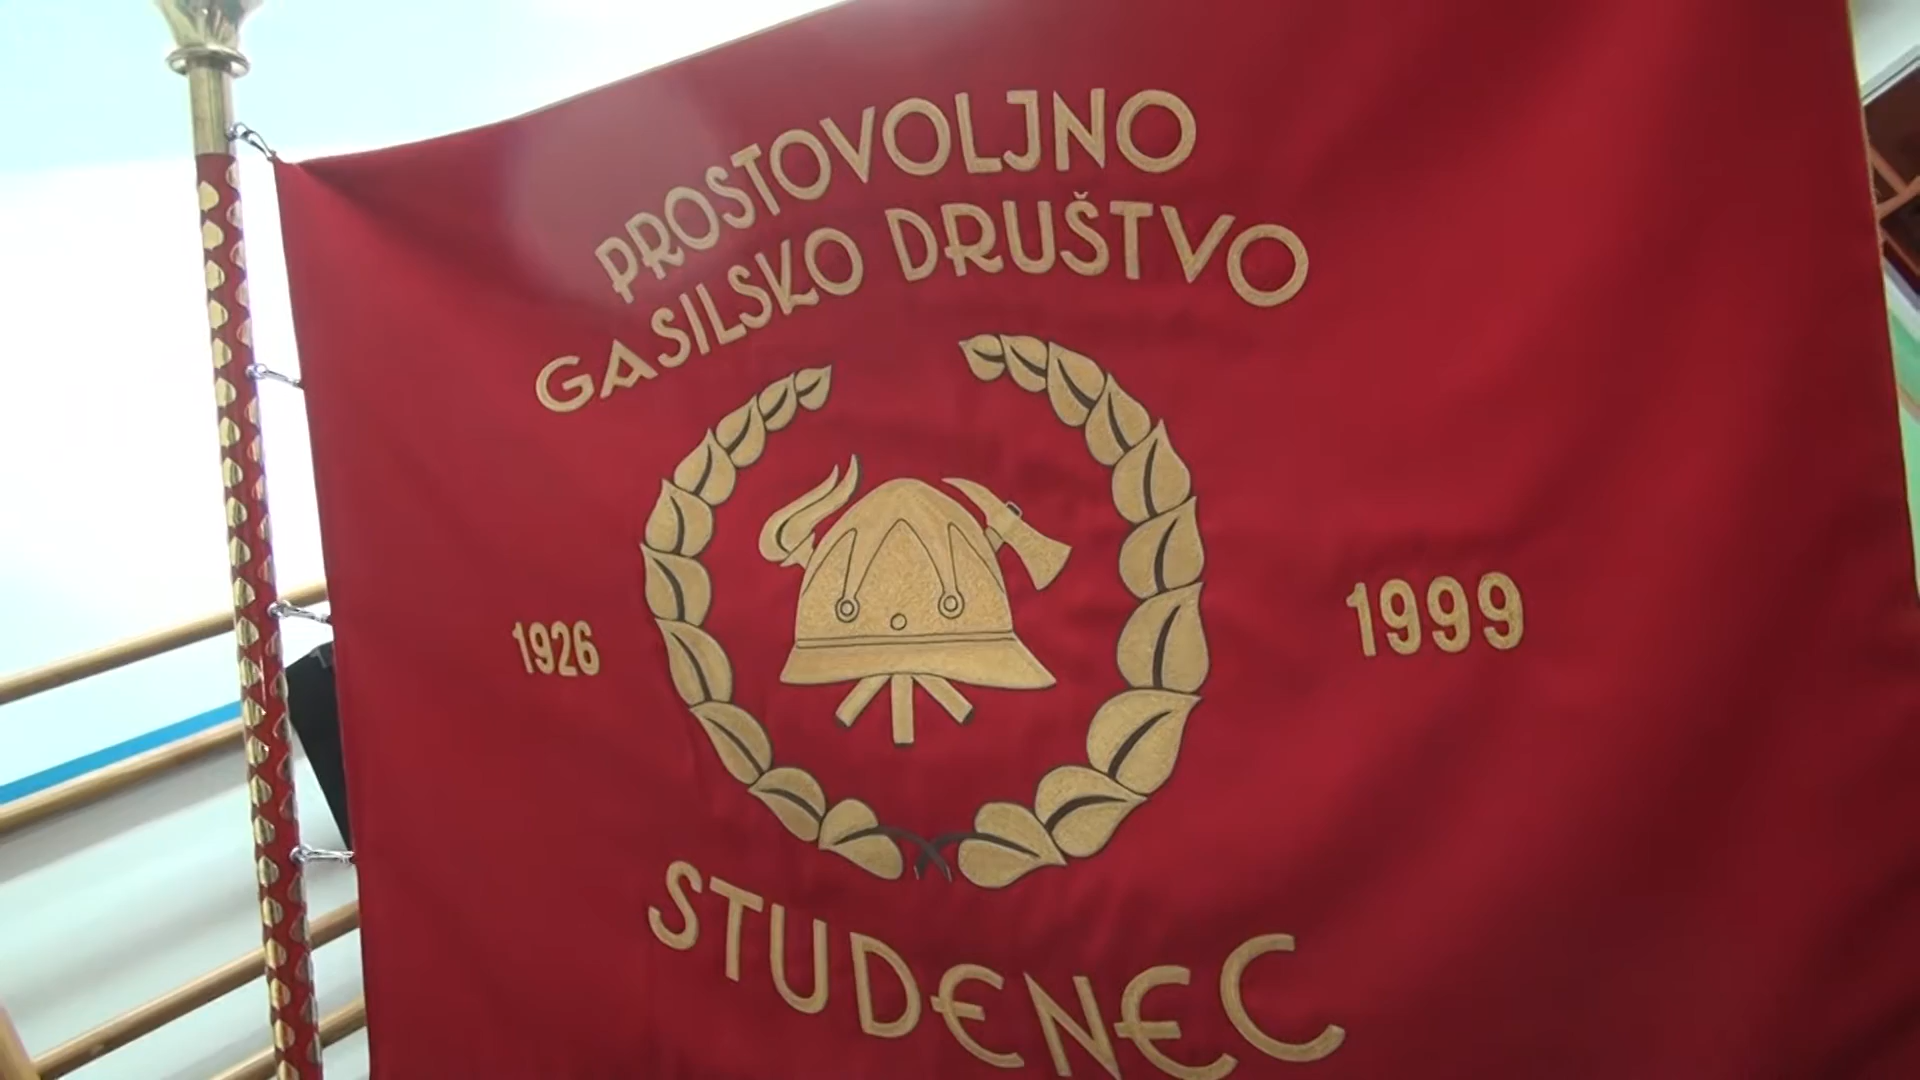 PROSTOVOLJNO
GASILSKO DRUŠTVO
1926
1999
STUDENEC